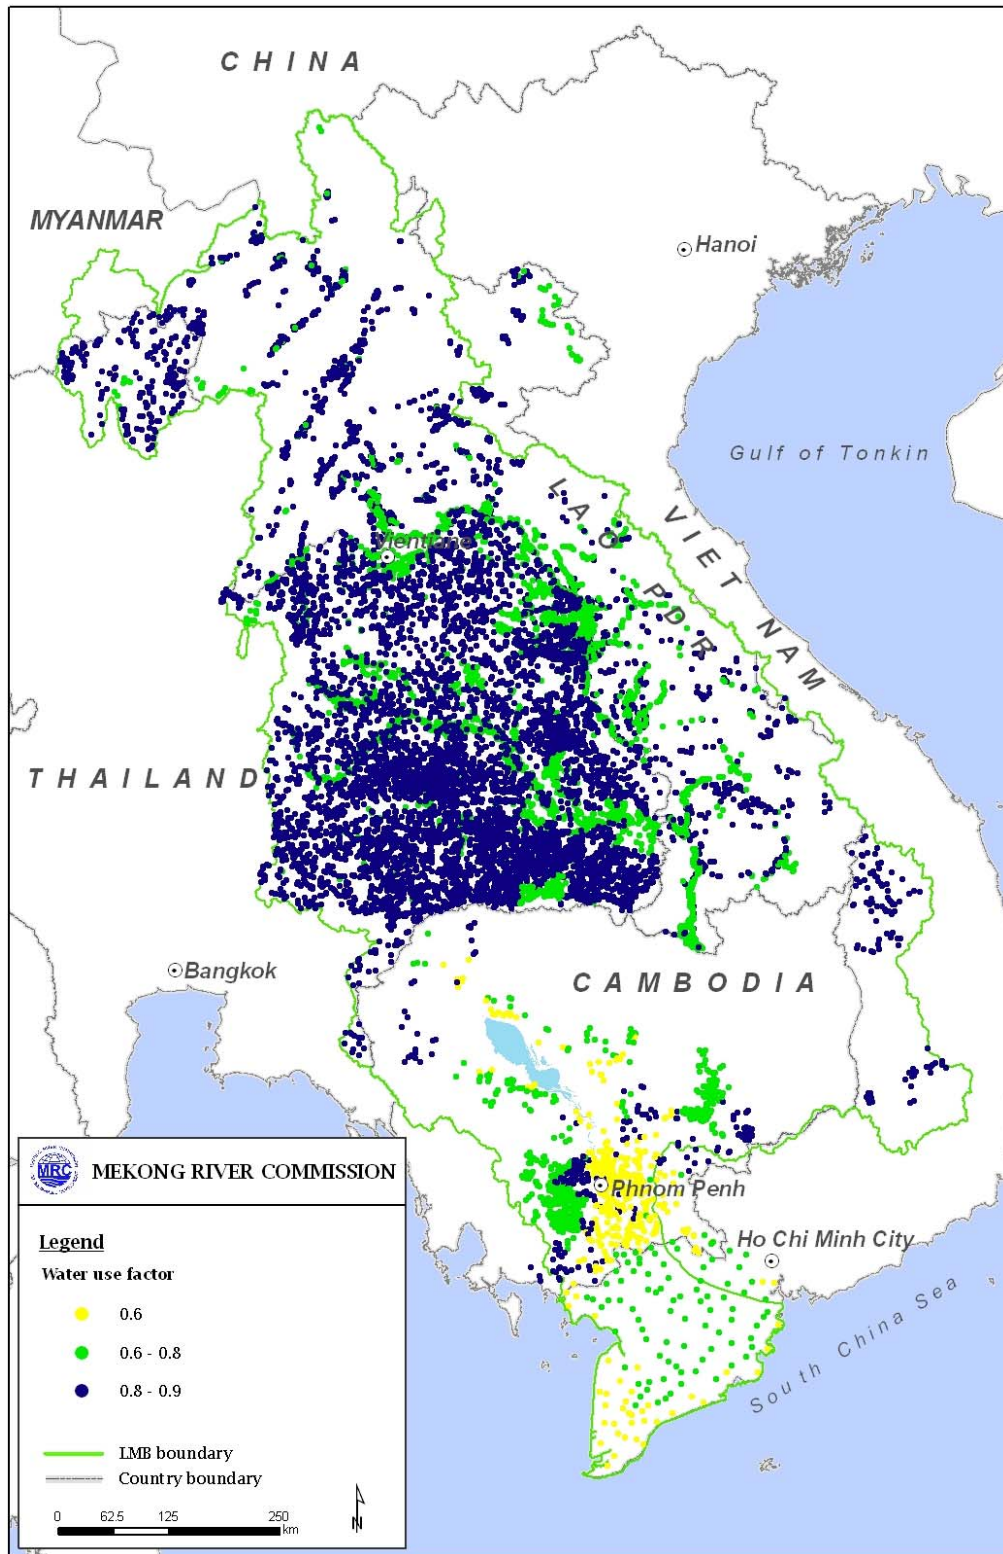 CHINA
MYANMAR
Hanoi
Gulf of Tonkin
LAO PDR
VIET NAM
Vientiane
THAILAND
Bangkok
CAMBODIA
Phnom Penh
Ho Chi Minh City
South China Sea
MRC
MEKONG RIVER COMMISSION
Legend
Water use factor
0.6
0.6 - 0.8
0.8 - 0.9
LMB boundary
Country boundary
0 62.5 125 250
km
N